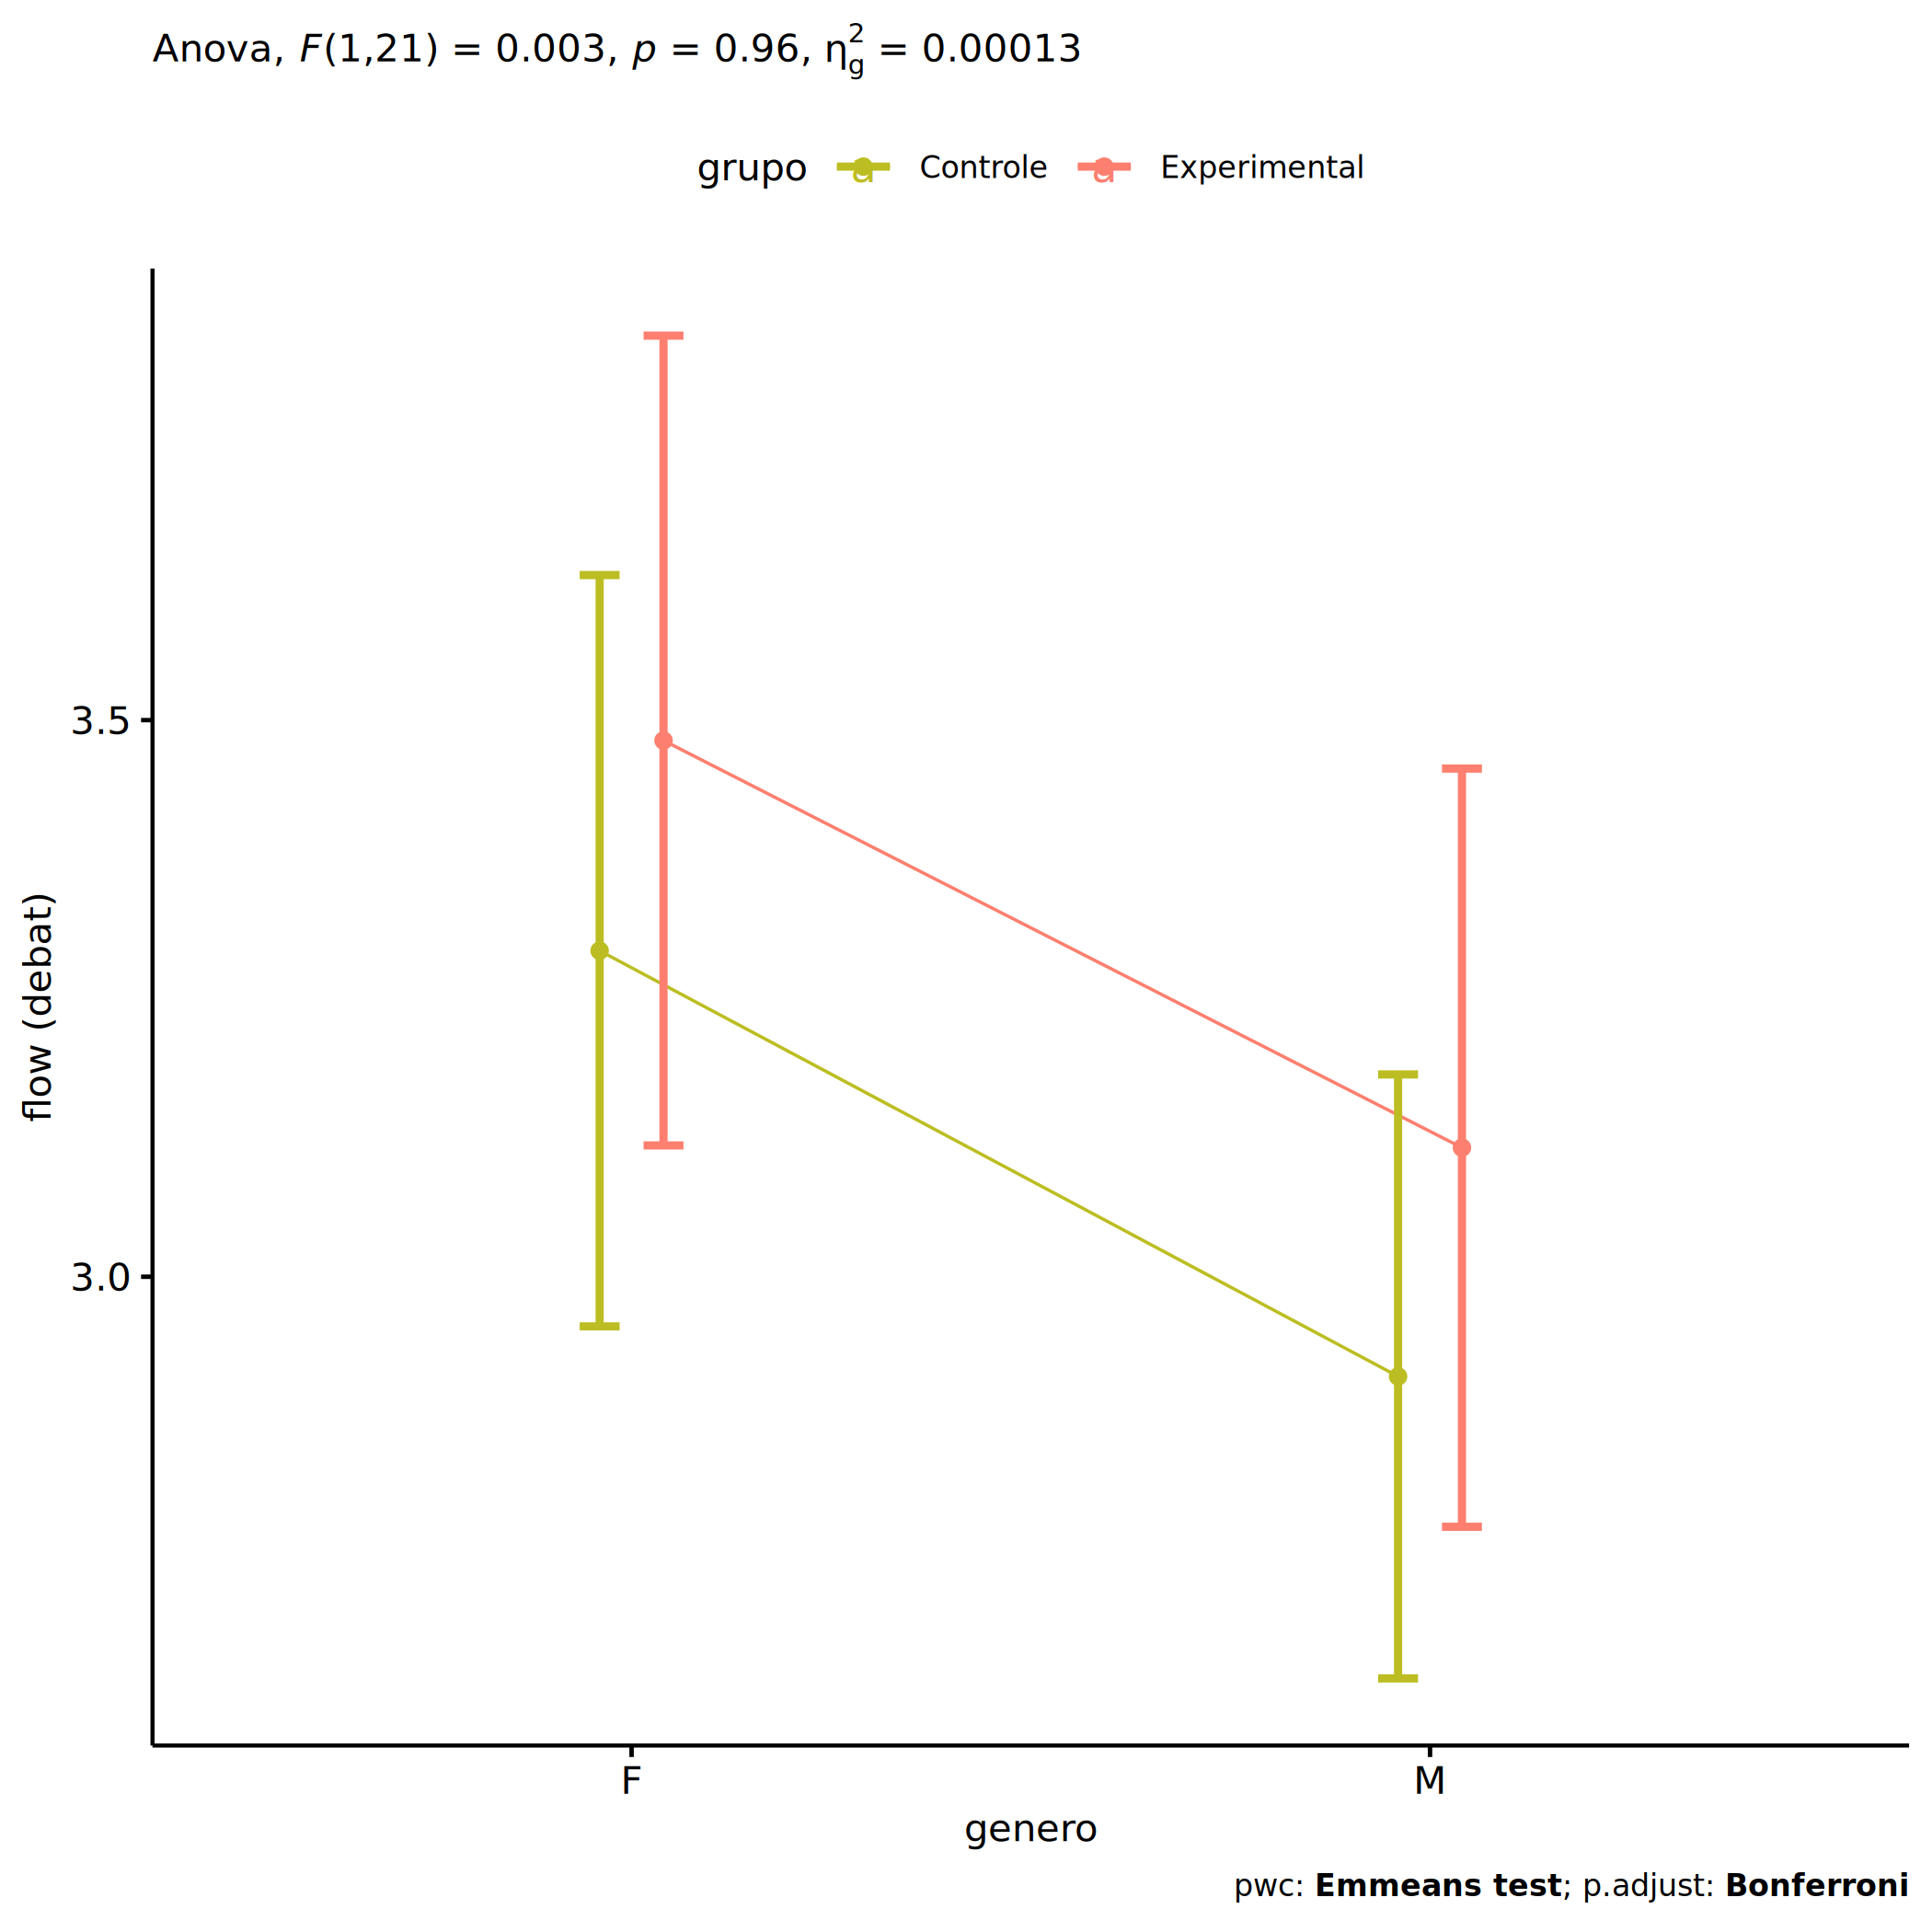 Anova, F(1,21) = 0.003, p = 0.96, η²g = 0.00013
grupo a Controle a Experimental
3.5
3.0
flow (debat)
F M
genero
pwc: Emmeans test; p.adjust: Bonferroni